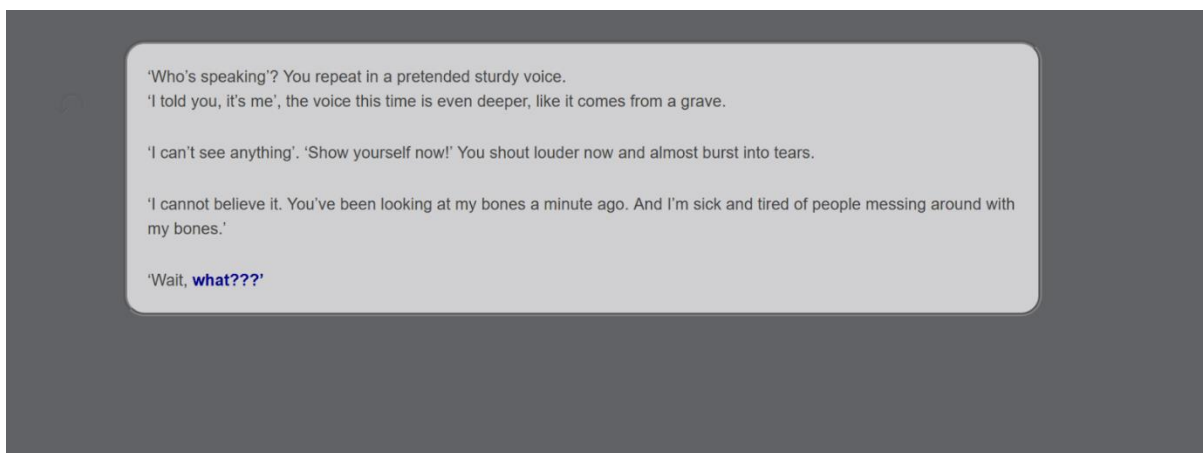 ‘Who’s speaking’? You repeat in a pretended sturdy voice.
‘I told you, it’s me’, the voice this time is even deeper, like it comes from a grave.
‘I can’t see anything’. ‘Show yourself now!’ You shout louder now and almost burst into tears.
‘I cannot believe it. You’ve been looking at my bones a minute ago. And I’m sick and tired of people messing around with
my bones.’
‘Wait, what???’